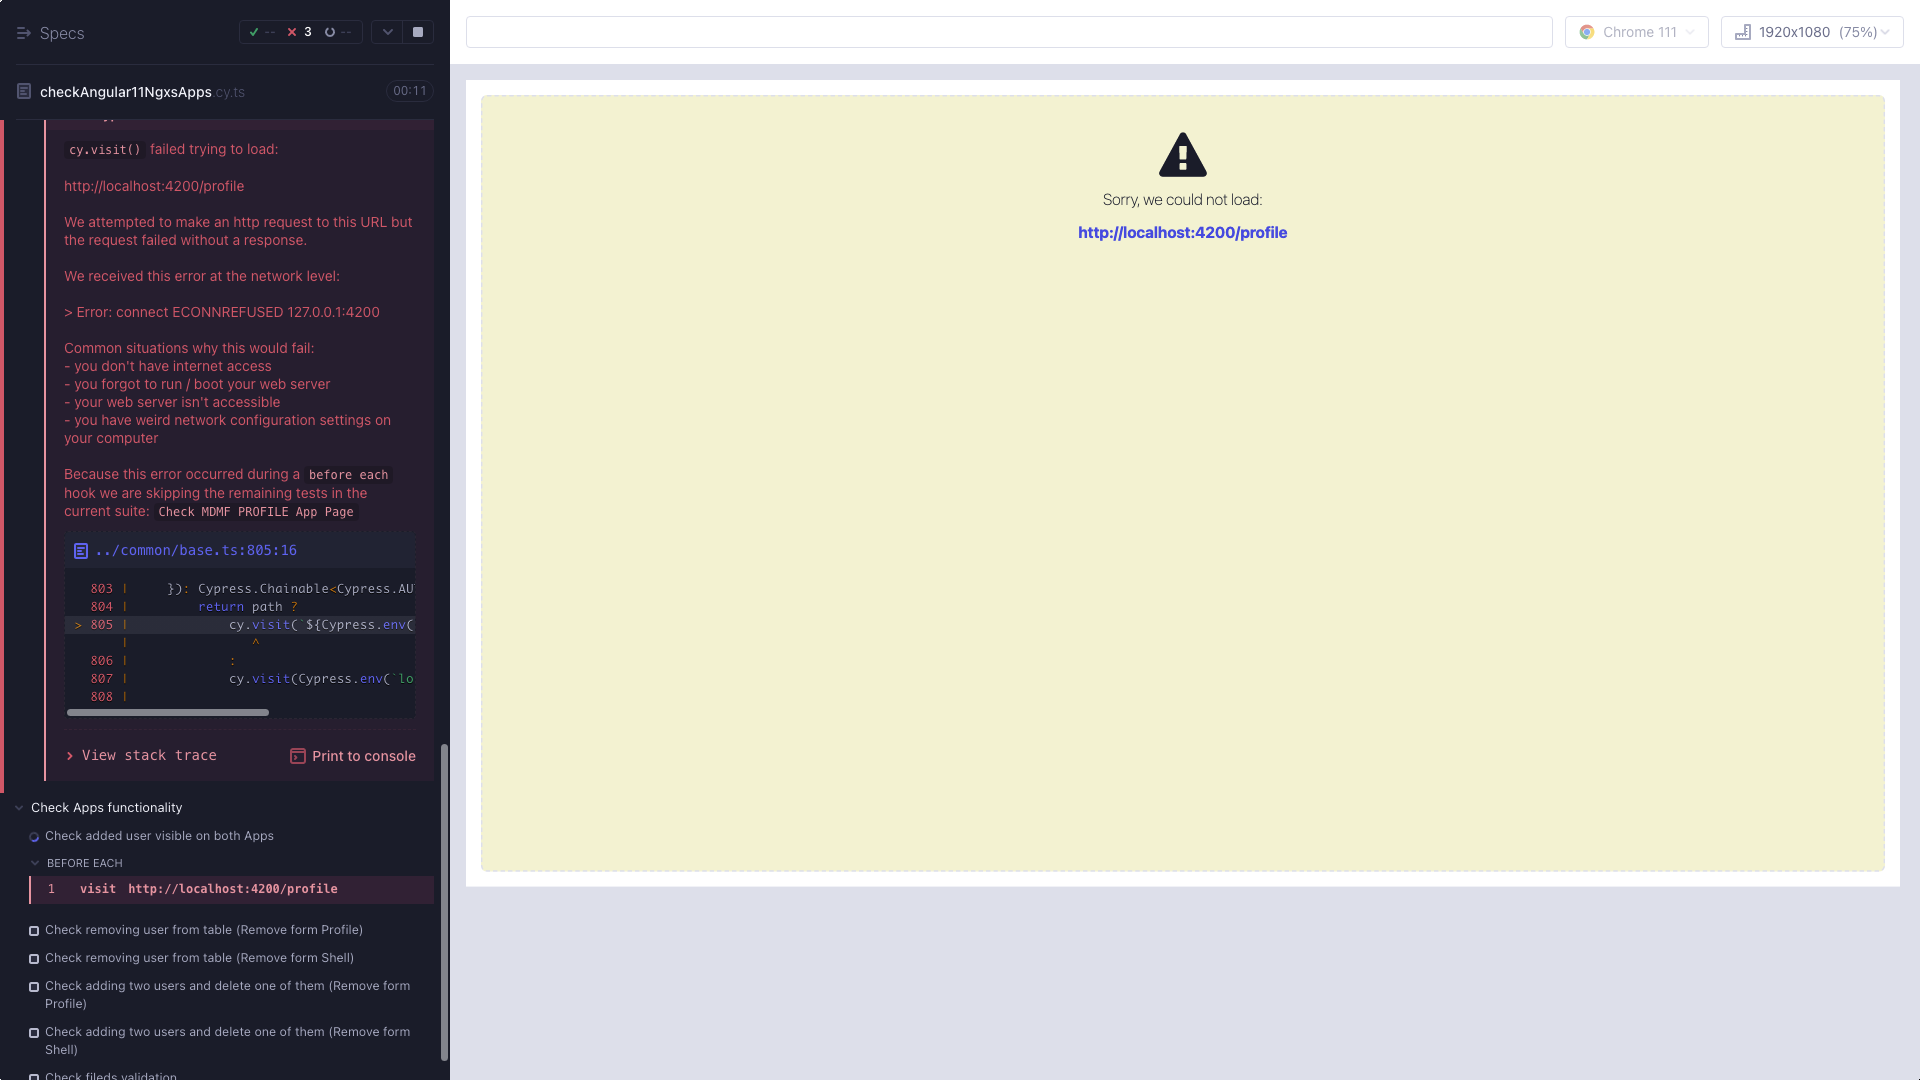 Specs
--
3
--
checkAngular11NgxsApps.cy.ts
00:11
cy.visit() failed trying to load:
http://localhost:4200/profile
We attempted to make an http request to this URL but
the request failed without a response.
We received this error at the network level:
> Error: connect ECONNREFUSED 127.0.0.1:4200
Common situations why this would fail:
- you don't have internet access
- you forgot to run / boot your web server
- your web server isn't accessible
- you have weird network configuration settings on
your computer
Because this error occurred during a before each
hook we are skipping the remaining tests in the
current suite: Check MDMF PROFILE App Page
../common/base.ts:805:16
803 | }): Cypress.Chainable<Cypress.AU
804 | return path ?
> 805 | cy.visit(`${Cypress.env(
| ^
806 | :
807 | cy.visit(Cypress.env(`lo
808 |
View stack trace
Print to console
Check Apps functionality
Check added user visible on both Apps
BEFORE EACH
1 visit http://localhost:4200/profile
Check removing user from table (Remove form Profile)
Check removing user from table (Remove form Shell)
Check adding two users and delete one of them (Remove form
Profile)
Check adding two users and delete one of them (Remove form
Shell)
Check fileds validation
Chrome 111
1920x1080 (75%)
Sorry, we could not load:
http://localhost:4200/profile